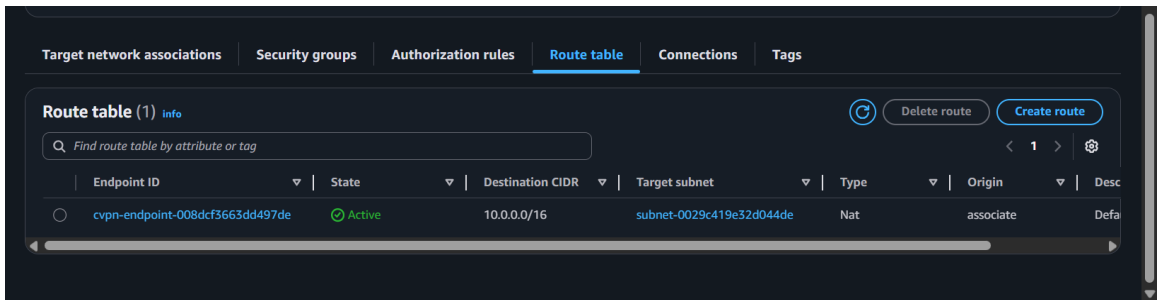 Target network associations Security groups Authorization rules Route table Connections Tags
Route table (1) info Delete route Create route
Find route table by attribute or tag 1
Endpoint ID State Destination CIDR Target subnet Type Origin Desc
cvpn-endpoint-008dcf3663dd497de Active 10.0.0.0/16 subnet-0029c419e32d044de Nat associate Defa